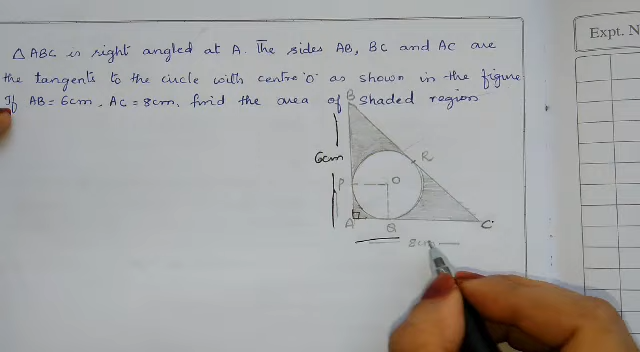 △ ABC is right angled at A. The sides AB, BC and AC are
the tangents to the circle with centre 'O' as shown in the figure
If AB = 6cm, AC = 8cm, find the area of shaded region
B
6cm
R
P
O
A
Q
C
8cm
Expt. N